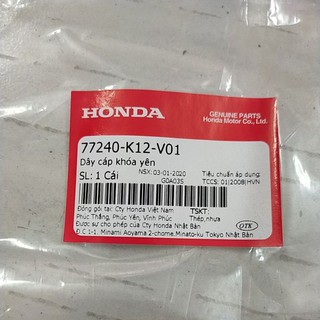 HONDA
GENUINE PARTS
Honda Motor Co., Ltd.
77240-K12-V01
Dây cáp khóa yên
NSX: 03-01-2020 Tiêu chuẩn áp dụng:
SL: 1 Cái G0A03S TCCS: 01|2008|HVN
Đóng gói tại: Cty Honda Việt Nam TSKT:
Phúc Thắng, Phúc Yên, Vĩnh Phúc Thép,nhựa
Được sự cho phép của Cty Honda Nhật Bản
Đ C 1-1. Minami Aoyama 2-chome,Minato-ku Tokyo Nhật Bản
OTK